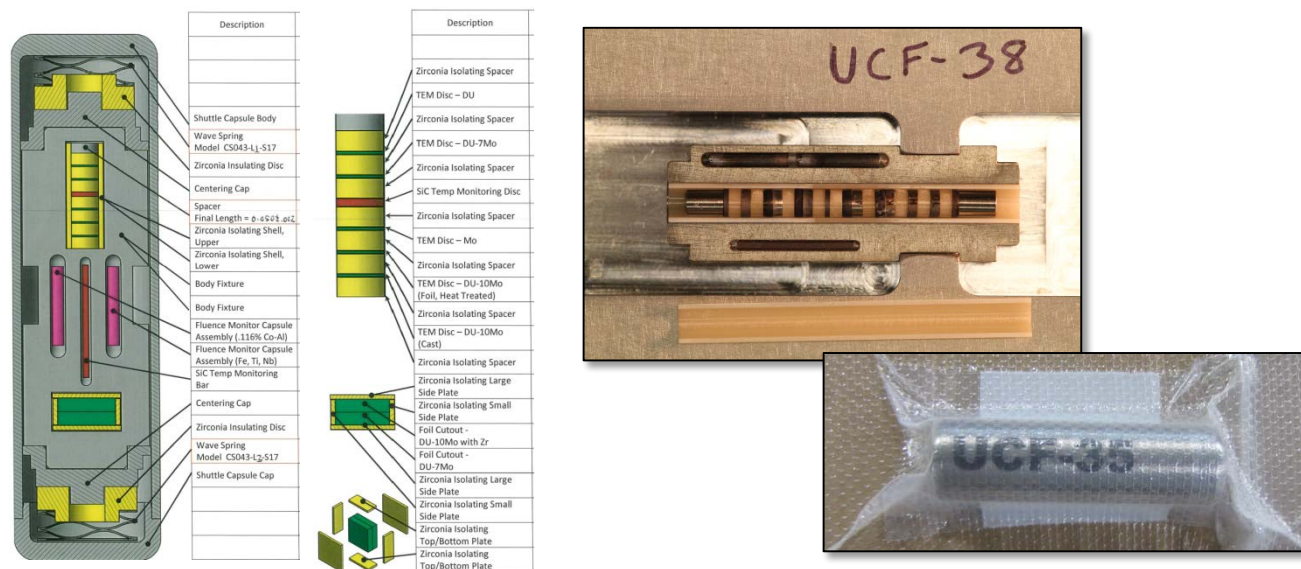 Description
Shuttle Capsule Body
Wave Spring
Model CS043-L1-S17
Zirconia Insulating Disc
Centering Cap
Spacer
Final Length =
Zirconia Isolating Shell,
Upper
Zirconia Isolating Shell,
Lower
Body Fixture
Body Fixture
Fluence Monitor Capsule
Assembly (.116% Co-Al)
Fluence Monitor Capsule
Assembly (Fe, Ti, Nb)
SiC Temp Monitoring
Bar
Centering Cap
Zirconia Insulating Disc
Wave Spring
Model CS043-L2-S17
Shuttle Capsule Cap
Description
Zirconia Isolating Spacer
TEM Disc – DU
Zirconia Isolating Spacer
TEM Disc – DU-7Mo
Zirconia Isolating Spacer
SiC Temp Monitoring Disc
Zirconia Isolating Spacer
TEM Disc – Mo
Zirconia Isolating Spacer
TEM Disc – DU-10Mo
(Foil, Heat Treated)
Zirconia Isolating Spacer
TEM Disc – DU-10Mo
(Cast)
Zirconia Isolating Spacer
Zirconia Isolating Large
Side Plate
Zirconia Isolating Small
Side Plate
Foil Cutout -
DU-10Mo with Zr
Foil Cutout -
DU-7Mo
Zirconia Isolating Large
Side Plate
Zirconia Isolating Small
Side Plate
Zirconia Isolating
Top/Bottom Plate
Zirconia Isolating
Top/Bottom Plate
UCF-38
UCF-35